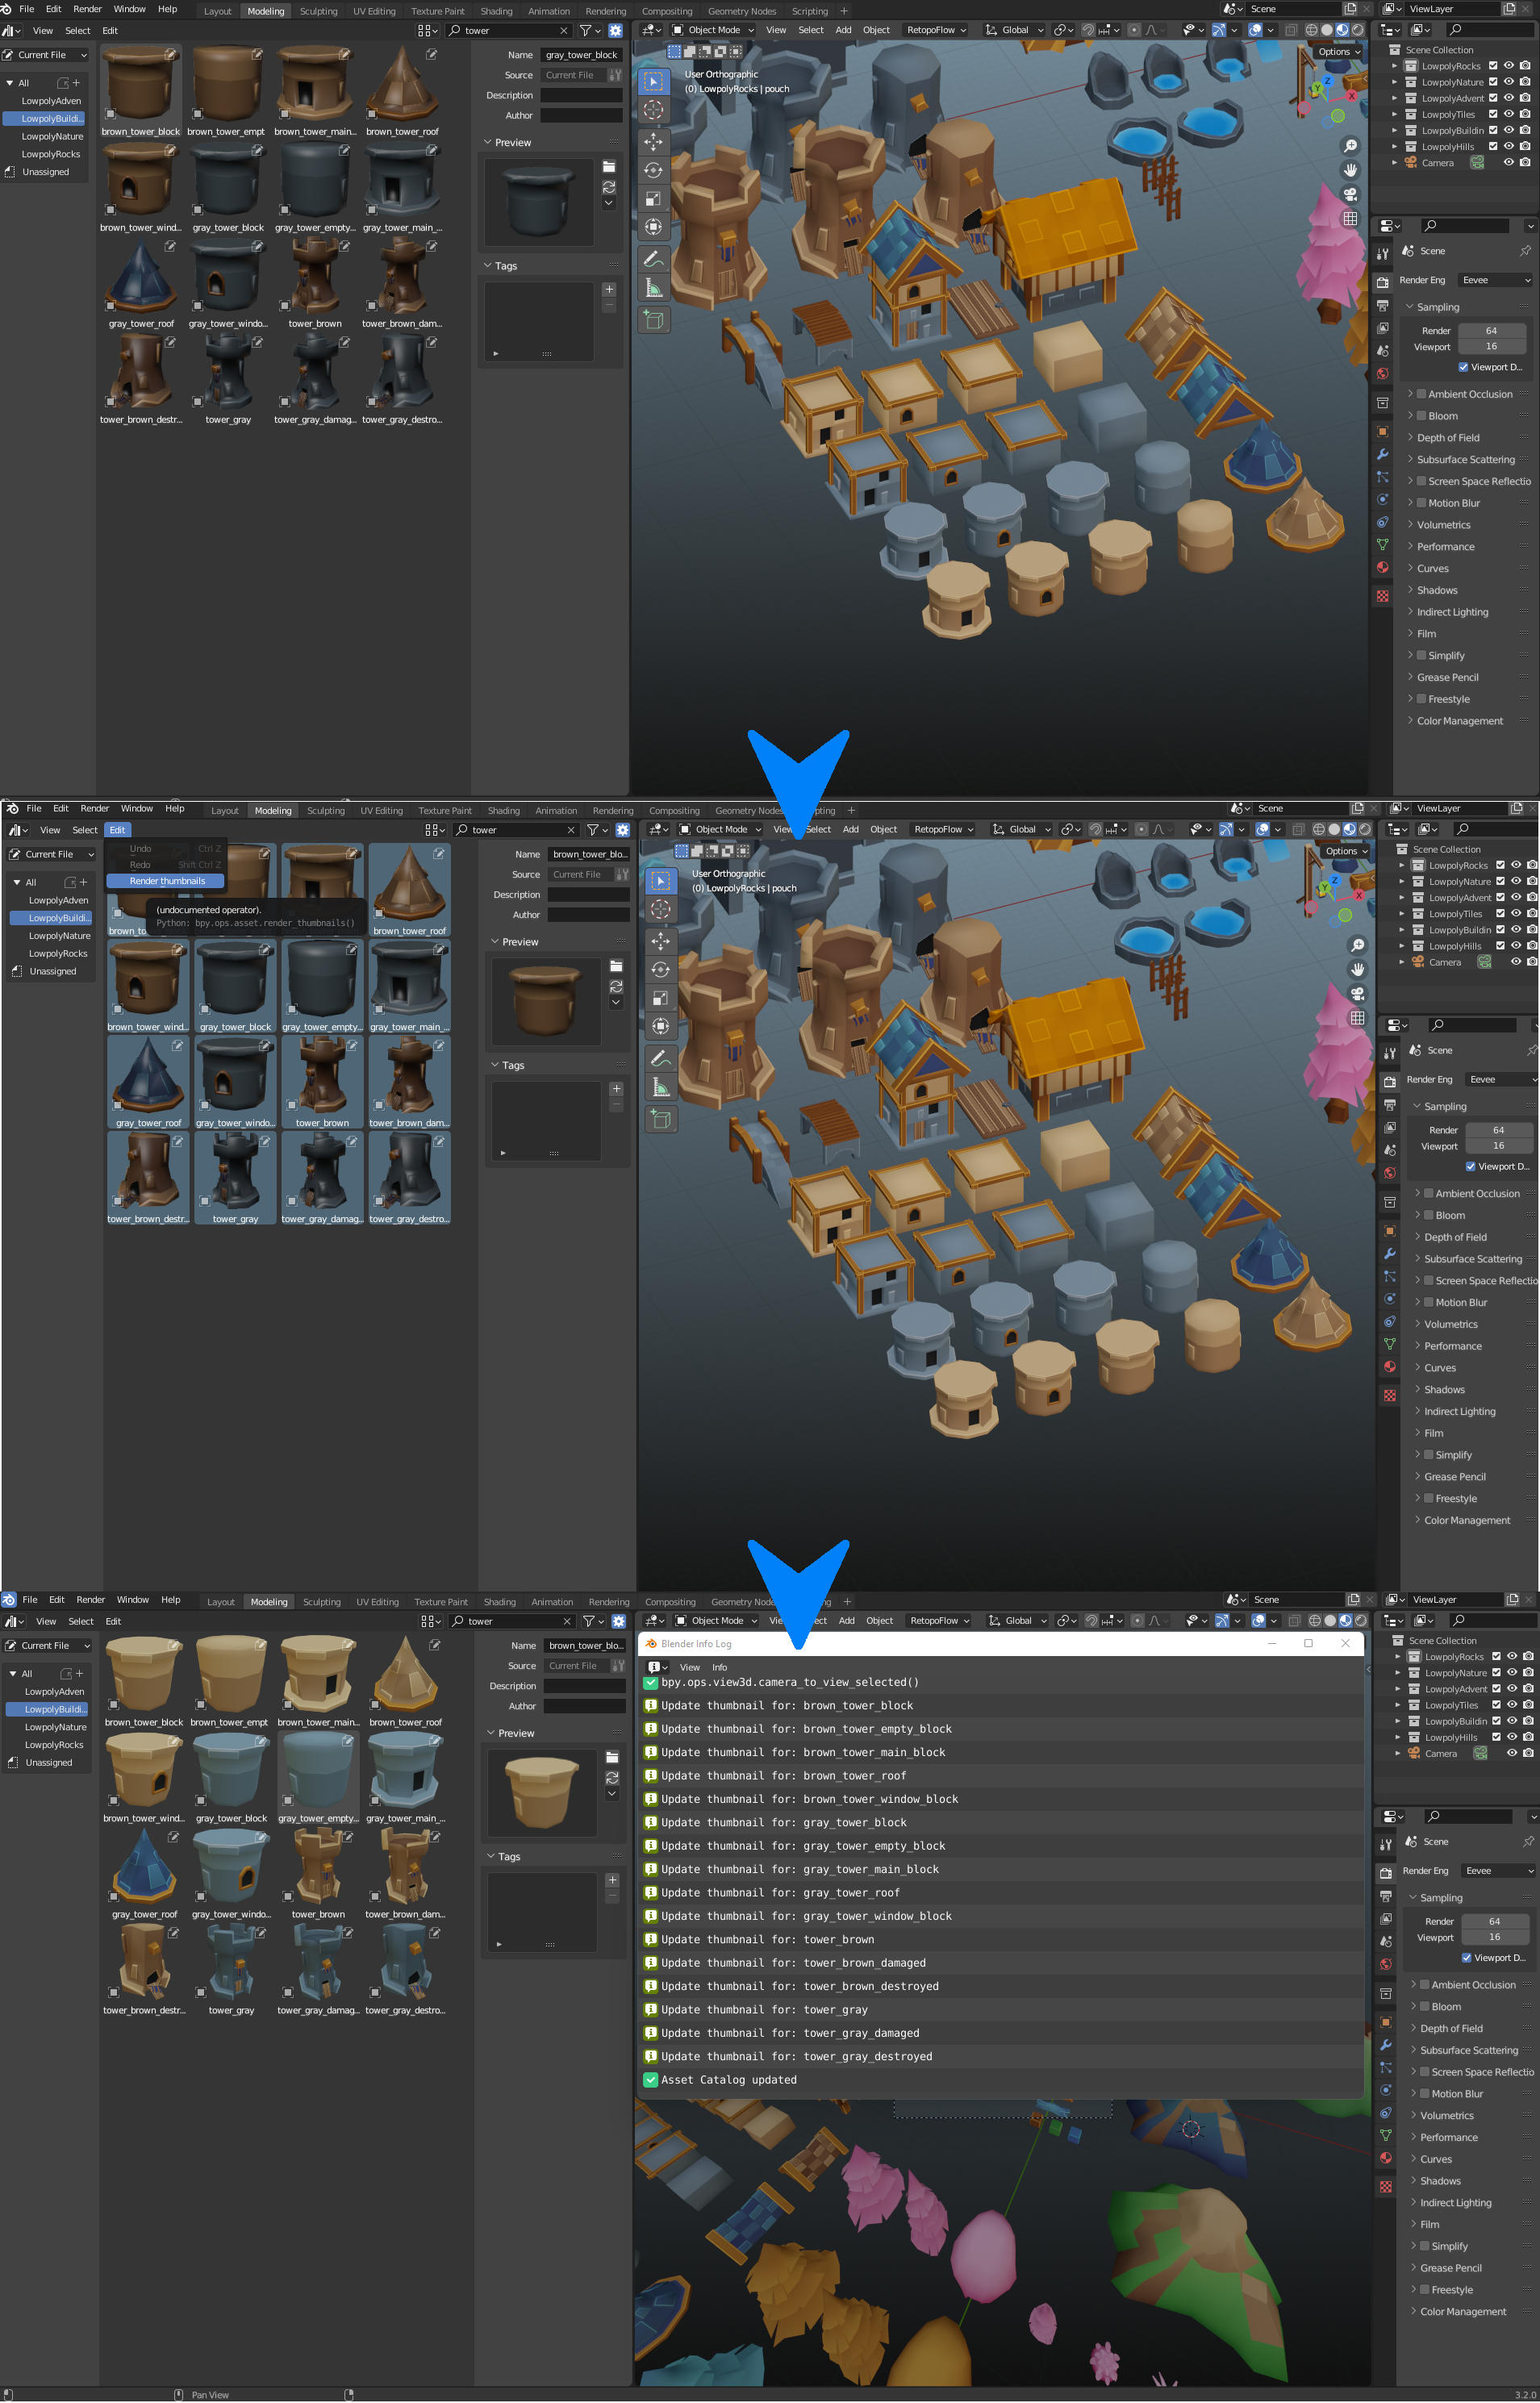 File Edit Render Window Help Layout Modeling Sculpting UV Editing Texture Paint Shading Animation Rendering Compositing Geometry Nodes Scripting + Scene ViewLayer
View Select Edit tower Object Mode View Select Add Object RetopoFlow Global
Current File
All
LowpolyAdven
LowpolyBuildi...
LowpolyNature
LowpolyRocks
Unassigned
brown_tower_block brown_tower_empt brown_tower_main... brown_tower_roof
brown_tower_wind... gray_tower_block gray_tower_empty... gray_tower_main_...
gray_tower_roof gray_tower_windo... tower_brown tower_brown_dam...
tower_brown_destr... tower_gray tower_gray_damag... tower_gray_destro...
Name gray_tower_block
Source Current File
Description
Author
Preview
Tags
Options
User Orthographic
(0) LowpolyRocks | pouch
Z
Y
X
Scene Collection
LowpolyRocks
LowpolyNature
LowpolyAdvent
LowpolyTiles
LowpolyBuildin
LowpolyHills
Camera
Scene
Render Eng Eevee
Sampling
Render 64
Viewport 16
Viewport D...
Ambient Occlusion
Bloom
Depth of Field
Subsurface Scattering
Screen Space Reflectio
Motion Blur
Volumetrics
Performance
Curves
Shadows
Indirect Lighting
Film
Simplify
Grease Pencil
Freestyle
Color Management
File Edit Render Window Help Layout Modeling Sculpting UV Editing Texture Paint Shading Animation Rendering Compositing Geometry Nodes pting + Scene ViewLayer
View Select Edit tower Object Mode View Select Add Object RetopoFlow Global
Undo Ctrl Z
Redo Shift Ctrl Z
Render thumbnails
(undocumented operator).
Python: bpy.ops.asset.render_thumbnails()
Current File
All
LowpolyAdven
LowpolyBuildi...
LowpolyNature
LowpolyRocks
Unassigned
brown_to brown_tower_roof
brown_tower_wind... gray_tower_block gray_tower_empty... gray_tower_main_...
gray_tower_roof gray_tower_windo... tower_brown tower_brown_dam...
tower_brown_destr... tower_gray tower_gray_damag... tower_gray_destro...
Name brown_tower_blo...
Source Current File
Description
Author
Preview
Tags
Options
User Orthographic
(0) LowpolyRocks | pouch
Z
Y
X
Scene Collection
LowpolyRocks
LowpolyNature
LowpolyAdvent
LowpolyTiles
LowpolyBuildin
LowpolyHills
Camera
Scene
Render Eng Eevee
Sampling
Render 64
Viewport 16
Viewport D...
Ambient Occlusion
Bloom
Depth of Field
Subsurface Scattering
Screen Space Reflectio
Motion Blur
Volumetrics
Performance
Curves
Shadows
Indirect Lighting
Film
Simplify
Grease Pencil
Freestyle
Color Management
File Edit Render Window Help Layout Modeling Sculpting UV Editing Texture Paint Shading Animation Rendering Compositing Geometry Nod + Scene ViewLayer
View Select Edit tower Object Mode Vie ect Add Object RetopoFlow Global
Current File
All
LowpolyAdven
LowpolyBuildi...
LowpolyNature
LowpolyRocks
Unassigned
brown_tower_block brown_tower_empt brown_tower_main... brown_tower_roof
brown_tower_wind... gray_tower_block gray_tower_empty... gray_tower_main_...
gray_tower_roof gray_tower_windo... tower_brown tower_brown_dam...
tower_brown_destr... tower_gray tower_gray_damag... tower_gray_destro...
Name brown_tower_blo...
Source Current File
Description
Author
Preview
Tags
Blender Info Log
View Info
bpy.ops.view3d.camera_to_view_selected()
Update thumbnail for: brown_tower_block
Update thumbnail for: brown_tower_empty_block
Update thumbnail for: brown_tower_main_block
Update thumbnail for: brown_tower_roof
Update thumbnail for: brown_tower_window_block
Update thumbnail for: gray_tower_block
Update thumbnail for: gray_tower_empty_block
Update thumbnail for: gray_tower_main_block
Update thumbnail for: gray_tower_roof
Update thumbnail for: gray_tower_window_block
Update thumbnail for: tower_brown
Update thumbnail for: tower_brown_damaged
Update thumbnail for: tower_brown_destroyed
Update thumbnail for: tower_gray
Update thumbnail for: tower_gray_damaged
Update thumbnail for: tower_gray_destroyed
Asset Catalog updated
Scene Collection
LowpolyRocks
LowpolyNature
LowpolyAdvent
LowpolyTiles
LowpolyBuildin
LowpolyHills
Camera
Scene
Render Eng Eevee
Sampling
Render 64
Viewport 16
Viewport D...
Ambient Occlusion
Bloom
Depth of Field
Subsurface Scattering
Screen Space Reflectio
Motion Blur
Volumetrics
Performance
Curves
Shadows
Indirect Lighting
Film
Simplify
Grease Pencil
Freestyle
Color Management
Pan View 3.2.0